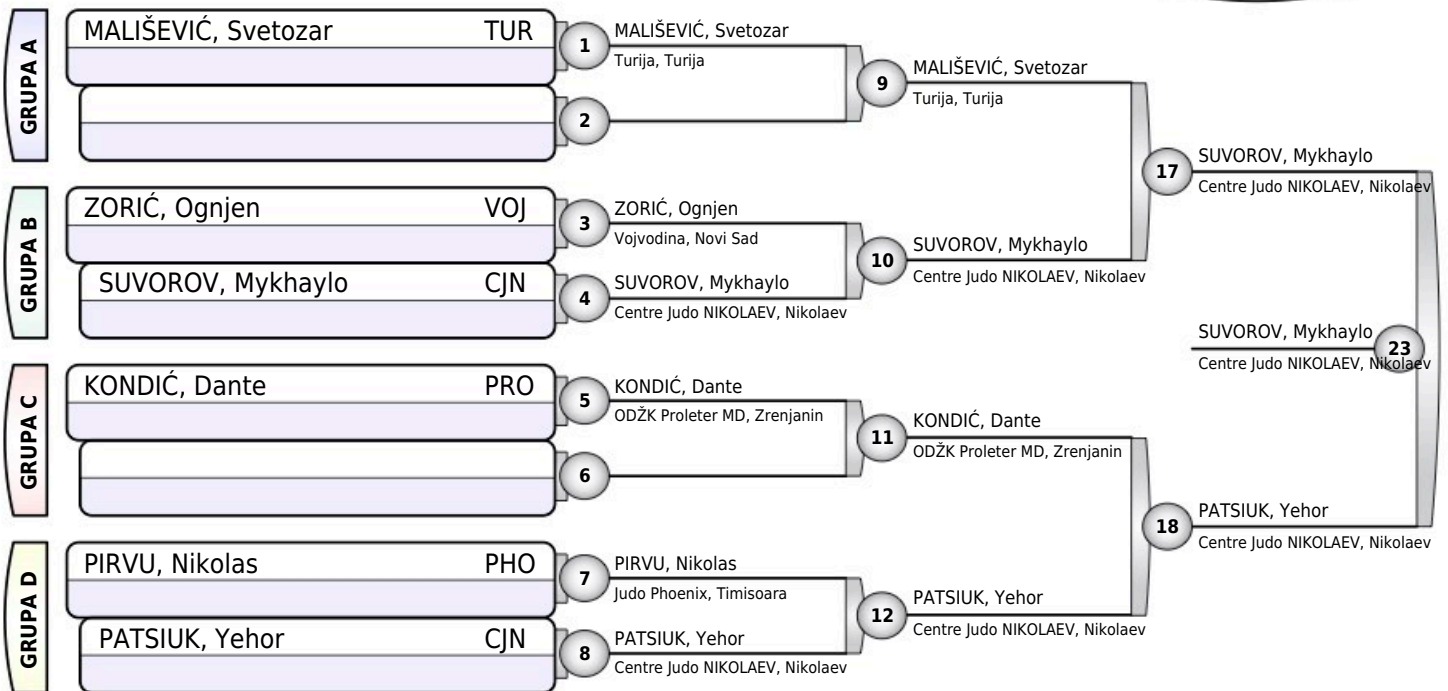 GRUPA A
MALIŠEVIĆ, Svetozar TUR
1
MALIŠEVIĆ, Svetozar
Turija, Turija
2
9
MALIŠEVIĆ, Svetozar
Turija, Turija
GRUPA B
ZORIĆ, Ognjen VOJ
3
ZORIĆ, Ognjen
Vojvodina, Novi Sad
SUVOROV, Mykhaylo CJN
4
SUVOROV, Mykhaylo
Centre Judo NIKOLAEV, Nikolaev
10
SUVOROV, Mykhaylo
Centre Judo NIKOLAEV, Nikolaev
17
SUVOROV, Mykhaylo
Centre Judo NIKOLAEV, Nikolaev
GRUPA C
KONDIĆ, Dante PRO
5
KONDIĆ, Dante
ODŽK Proleter MD, Zrenjanin
6
11
KONDIĆ, Dante
ODŽK Proleter MD, Zrenjanin
GRUPA D
PIRVU, Nikolas PHO
7
PIRVU, Nikolas
Judo Phoenix, Timisoara
PATSIUK, Yehor CJN
8
PATSIUK, Yehor
Centre Judo NIKOLAEV, Nikolaev
12
PATSIUK, Yehor
Centre Judo NIKOLAEV, Nikolaev
18
PATSIUK, Yehor
Centre Judo NIKOLAEV, Nikolaev
SUVOROV, Mykhaylo
23
Centre Judo NIKOLAEV, Nikolaev